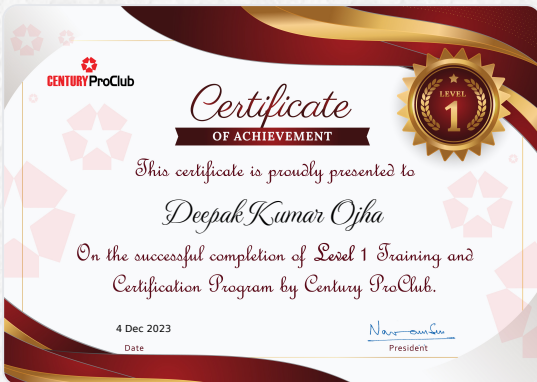 CENTURY ProClub
LEVEL
1
Certificate
OF ACHIEVEMENT
This certificate is proudly presented to
Deepak Kumar Ojha
On the successful completion of Level 1 Training and
Certification Program by Century ProClub.
4 Dec 2023
Date
President